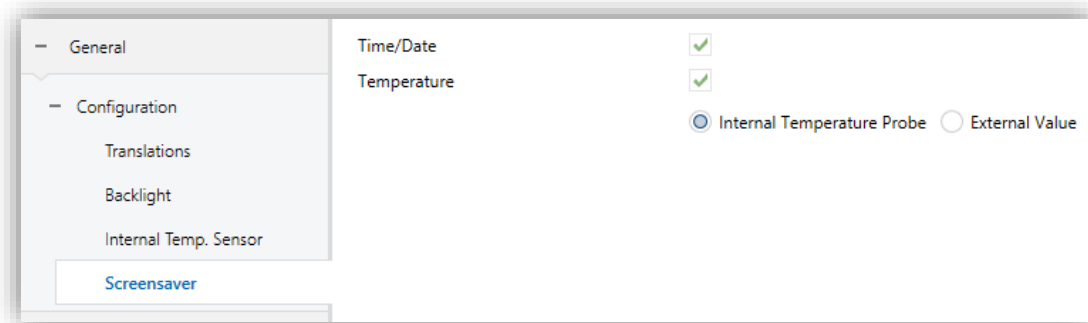 General
Configuration
Translations
Backlight
Internal Temp. Sensor
Screensaver
Time/Date
Temperature
Internal Temperature Probe External Value